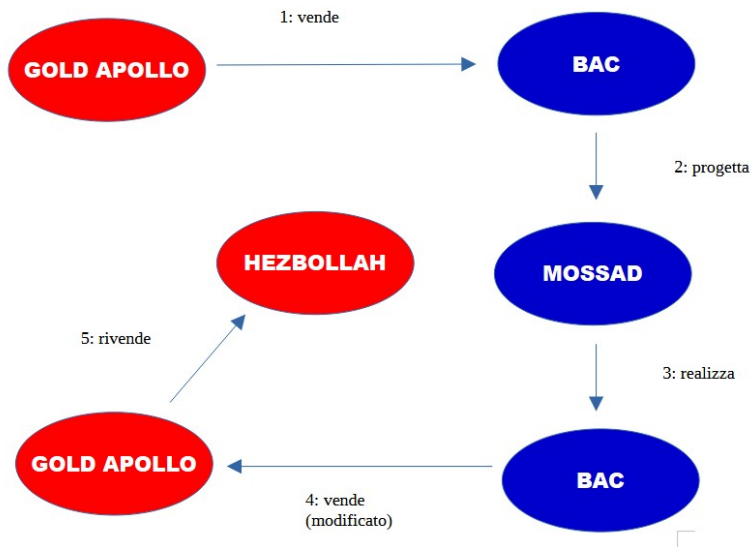 1: vende
GOLD APOLLO
BAC
2: progetta
HEZBOLLAH
MOSSAD
5: rivende
3: realizza
GOLD APOLLO
BAC
4: vende
(modificato)